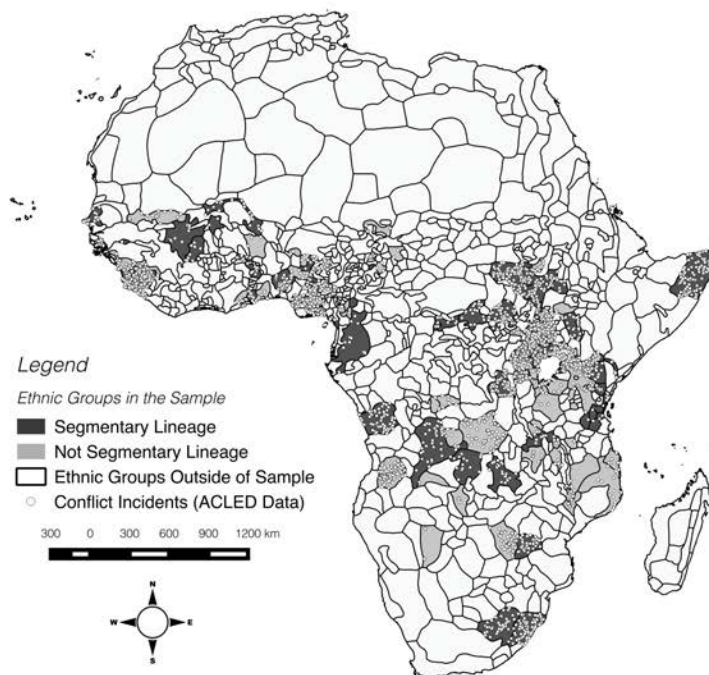 Legend
Ethnic Groups in the Sample
Segmentary Lineage
Not Segmentary Lineage
Ethnic Groups Outside of Sample
Conflict Incidents (ACLED Data)
300 0 300 600 900 1200 km
N
W E
S